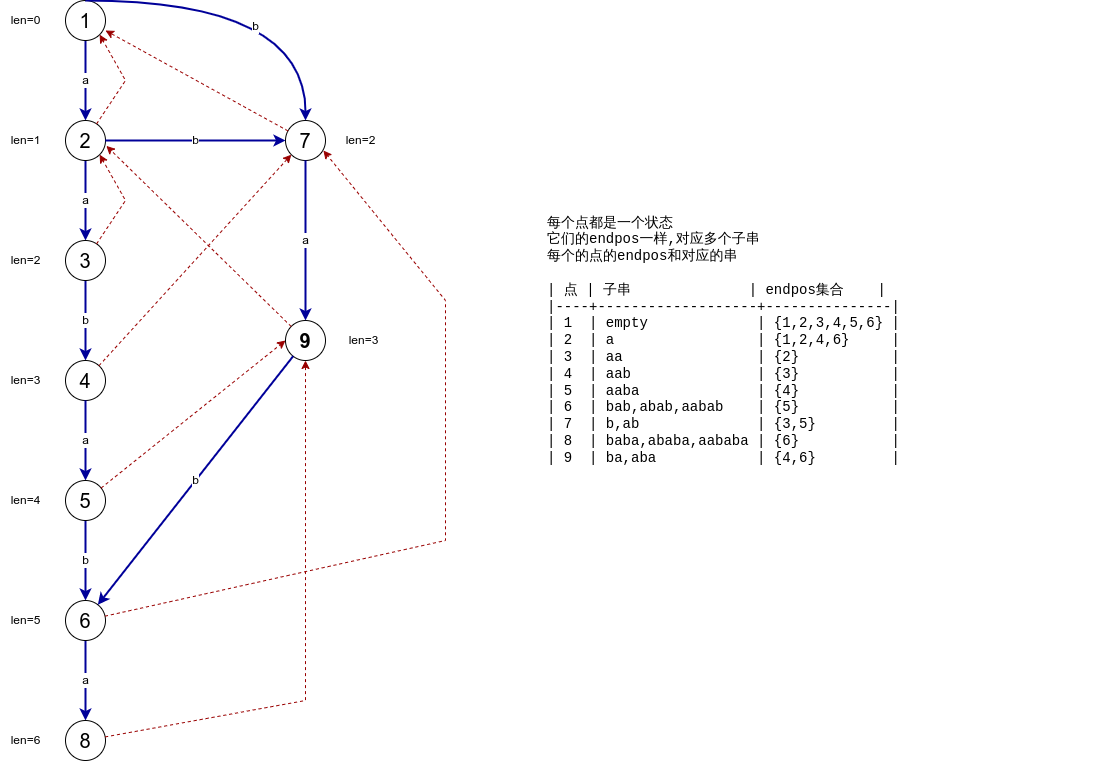 len=0
1
b
a
len=1
2
b
7
len=2
a
a
len=2
3
b
9
len=3
len=3
4
a
b
len=4
5
b
len=5
6
a
len=6
8
每个点都是一个状态
它们的endpos一样,对应多个子串
每个的点的endpos和对应的串
| 点 | 子串 | endpos集合 |
|----+-------------------+---------------|
| 1 | empty | {1,2,3,4,5,6} |
| 2 | a | {1,2,4,6} |
| 3 | aa | {2} |
| 4 | aab | {3} |
| 5 | aaba | {4} |
| 6 | bab,abab,aabab | {5} |
| 7 | b,ab | {3,5} |
| 8 | baba,ababa,aababa | {6} |
| 9 | ba,aba | {4,6} |